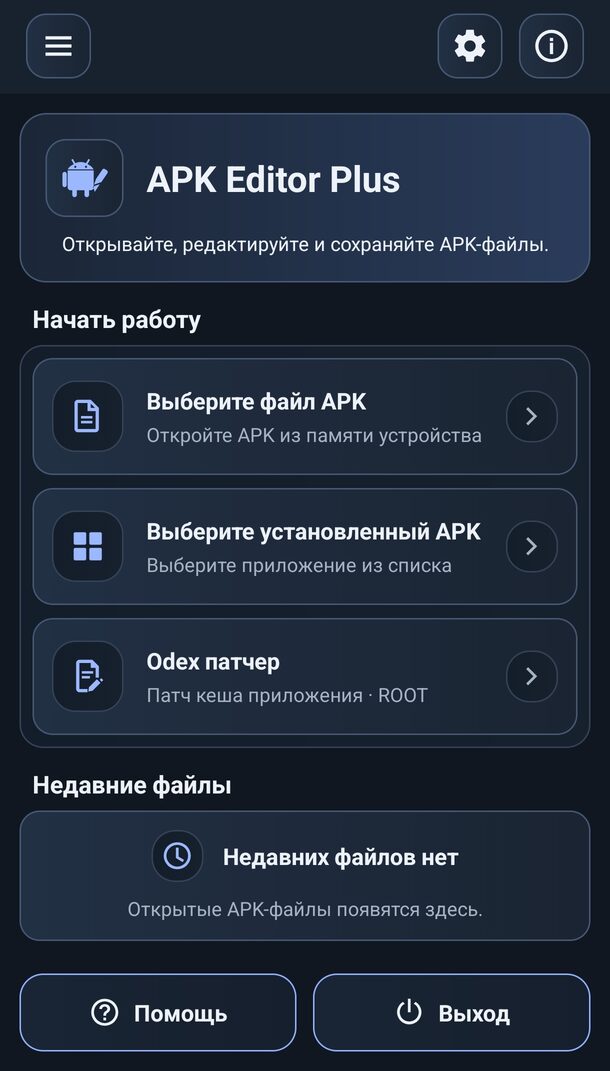 APK Editor Plus
Открывайте, редактируйте и сохраняйте APK-файлы.
Начать работу
Выберите файл APK
Откройте APK из памяти устройства
Выберите установленный APK
Выберите приложение из списка
Odex патчер
Патч кеша приложения · ROOT
Недавние файлы
Недавних файлов нет
Открытые APK-файлы появятся здесь.
Помощь
Выход